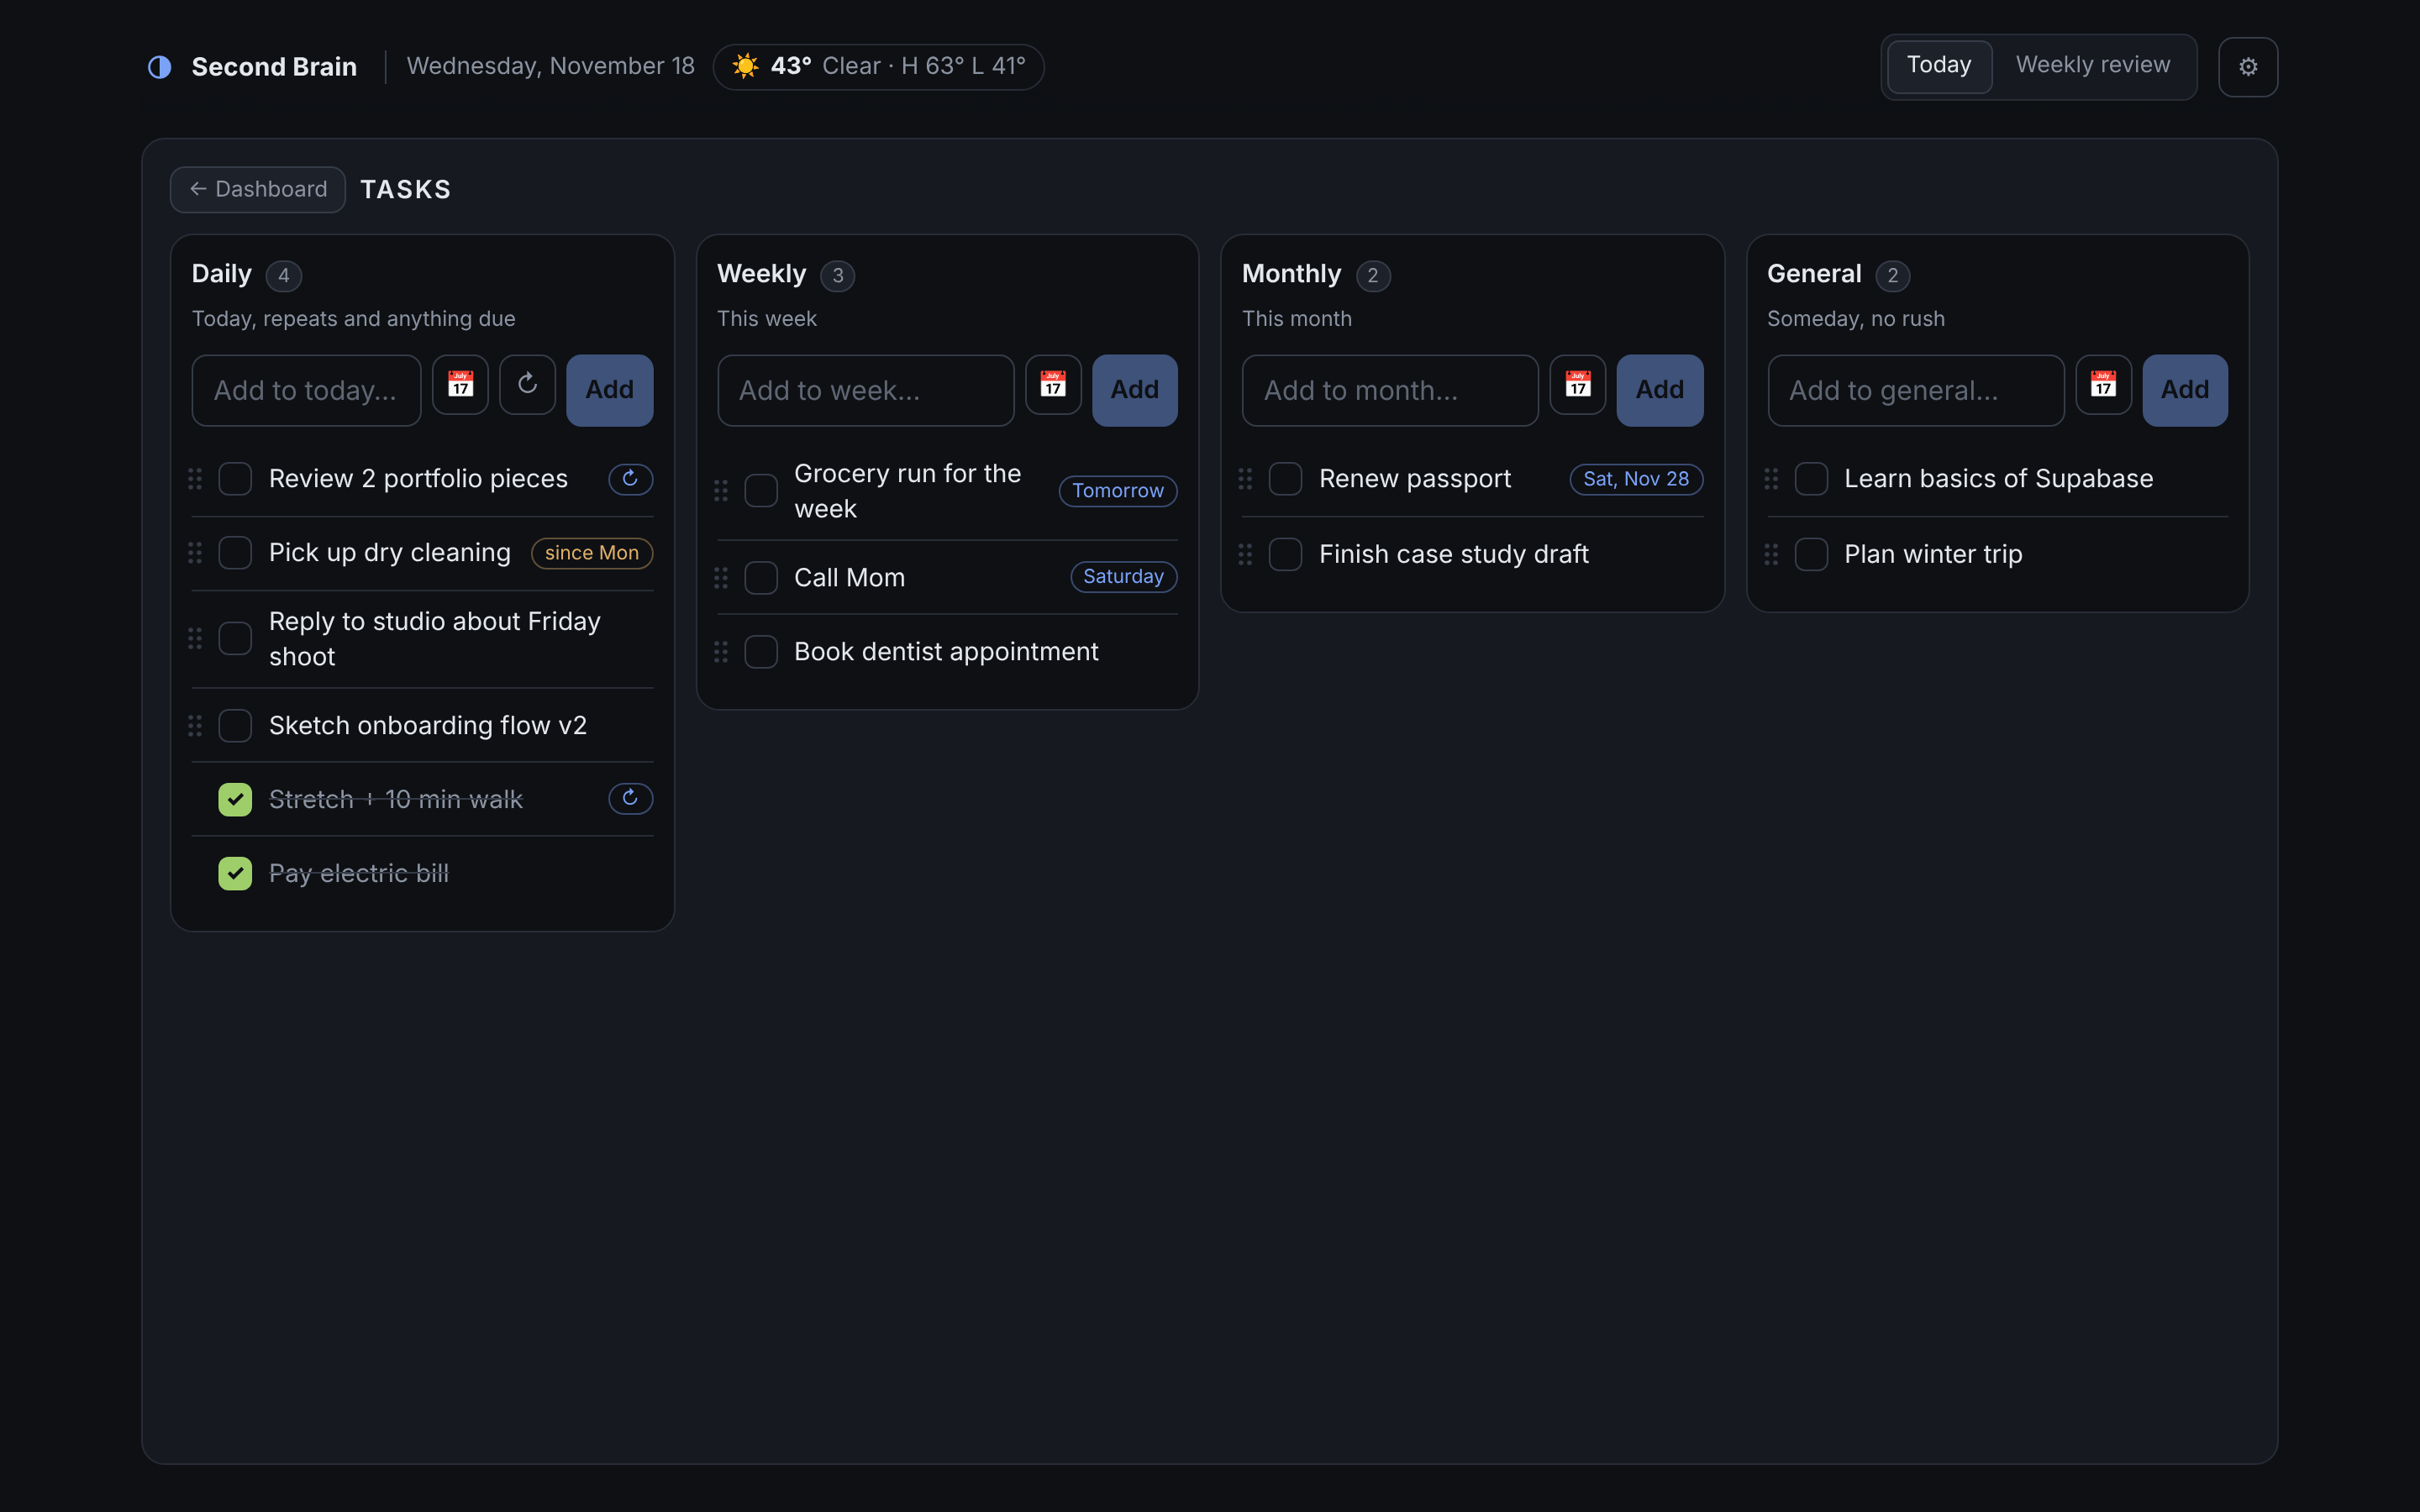 Second Brain
Wednesday, November 18
43° Clear · H 63° L 41°
Today
Weekly review
← Dashboard
TASKS
Daily 4
Today, repeats and anything due
Add to today...
July
17
Add
Review 2 portfolio pieces
Pick up dry cleaning
since Mon
Reply to studio about Friday
shoot
Sketch onboarding flow v2
Stretch + 10 min walk
Pay electric bill
Weekly 3
This week
Add to week...
July
17
Add
Grocery run for the
week
Tomorrow
Call Mom
Saturday
Book dentist appointment
Monthly 2
This month
Add to month...
July
17
Add
Renew passport
Sat, Nov 28
Finish case study draft
General 2
Someday, no rush
Add to general...
July
17
Add
Learn basics of Supabase
Plan winter trip